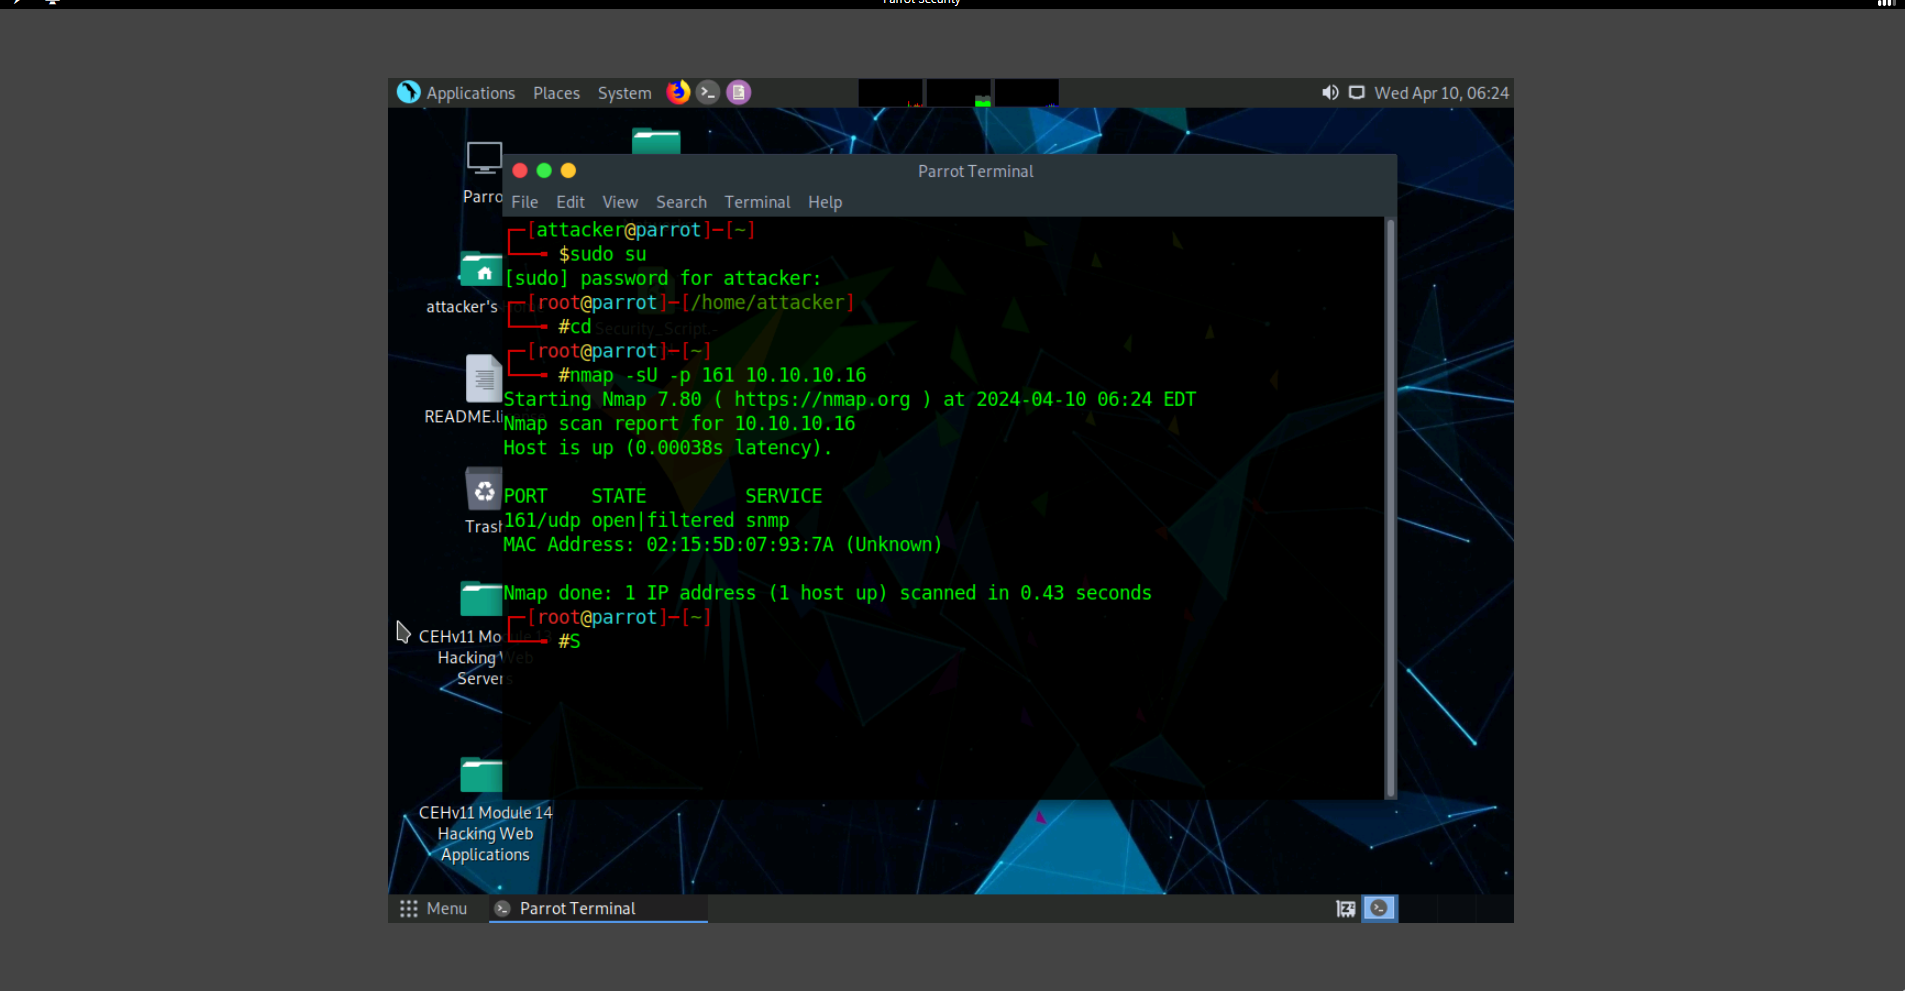 Parrot Security
Applications Places System
Wed Apr 10, 06:24
Parrot Terminal
File Edit View Search Terminal Help
[attacker@parrot]-[~]
$sudo su
[sudo] password for attacker:
[root@parrot]-[/home/attacker]
#cd
[root@parrot]-[~]
#nmap -sU -p 161 10.10.10.16
Starting Nmap 7.80 ( https://nmap.org ) at 2024-04-10 06:24 EDT
Nmap scan report for 10.10.10.16
Host is up (0.00038s latency).
PORT STATE SERVICE
161/udp open|filtered snmp
MAC Address: 02:15:5D:07:93:7A (Unknown)
Nmap done: 1 IP address (1 host up) scanned in 0.43 seconds
[root@parrot]-[~]
#S
Parro
attacker's
Security_Script.-
README.li
Trash
CEHv11 Module 13
Hacking Web
Servers
CEHv11 Module 14
Hacking Web
Applications
Menu
Parrot Terminal